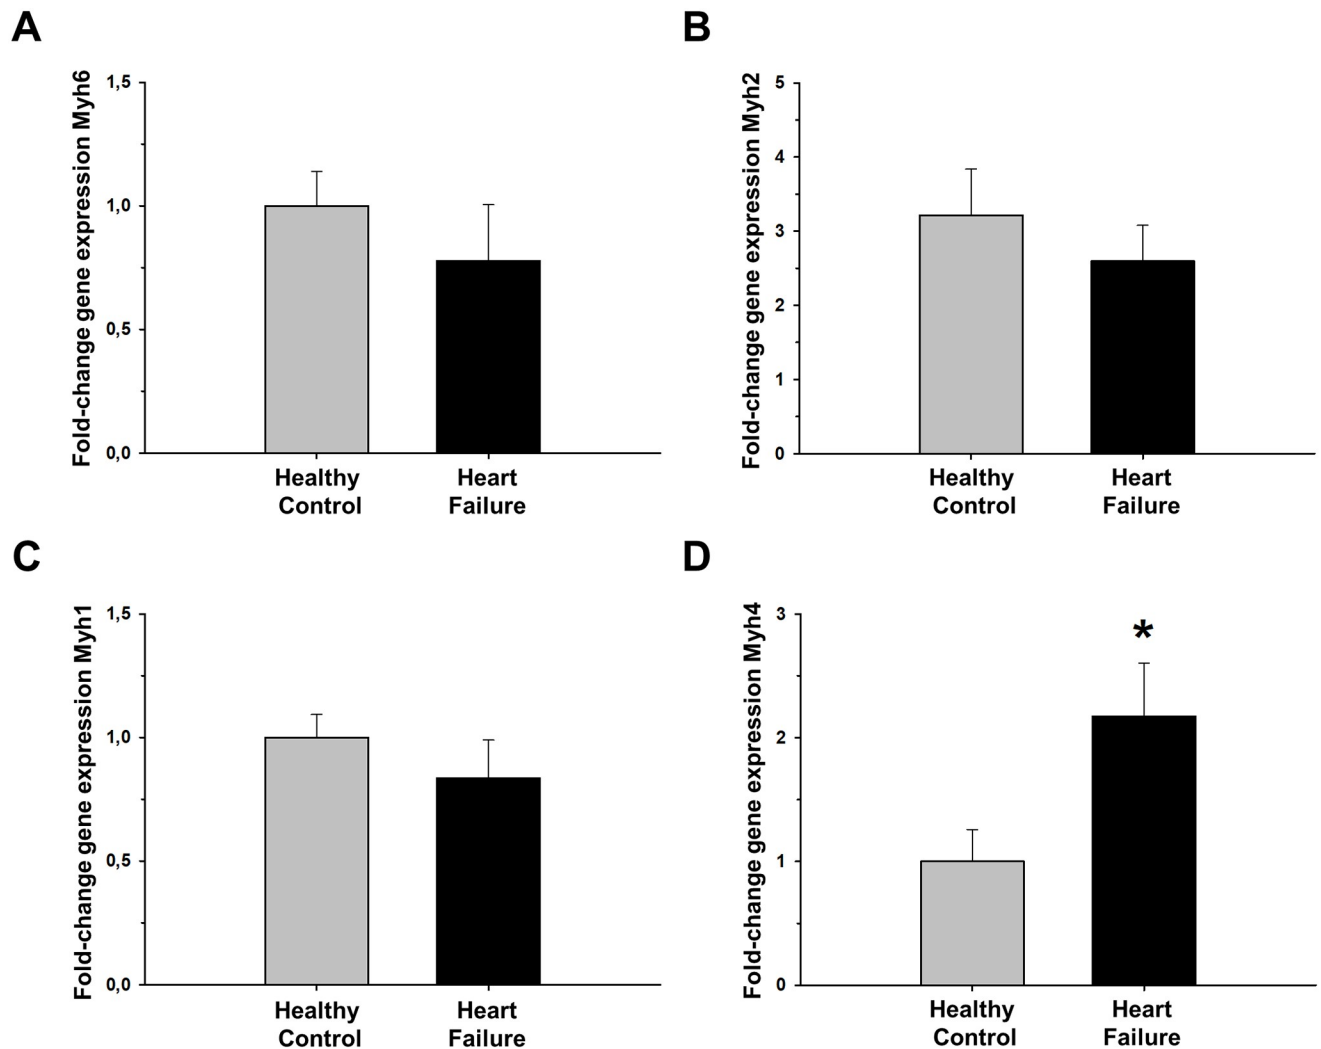 A
Fold-change gene expression Myh6
1,5
1,0
0,5
0,0
Healthy
Control
Heart
Failure
B
Fold-change gene expression Myh2
5
4
3
2
1
0
Healthy
Control
Heart
Failure
C
Fold-change gene expression Myh1
1,5
1,0
0,5
0,0
Healthy
Control
Heart
Failure
D
Fold-change gene expression Myh4
3
2
1
0
*
Healthy
Control
Heart
Failure